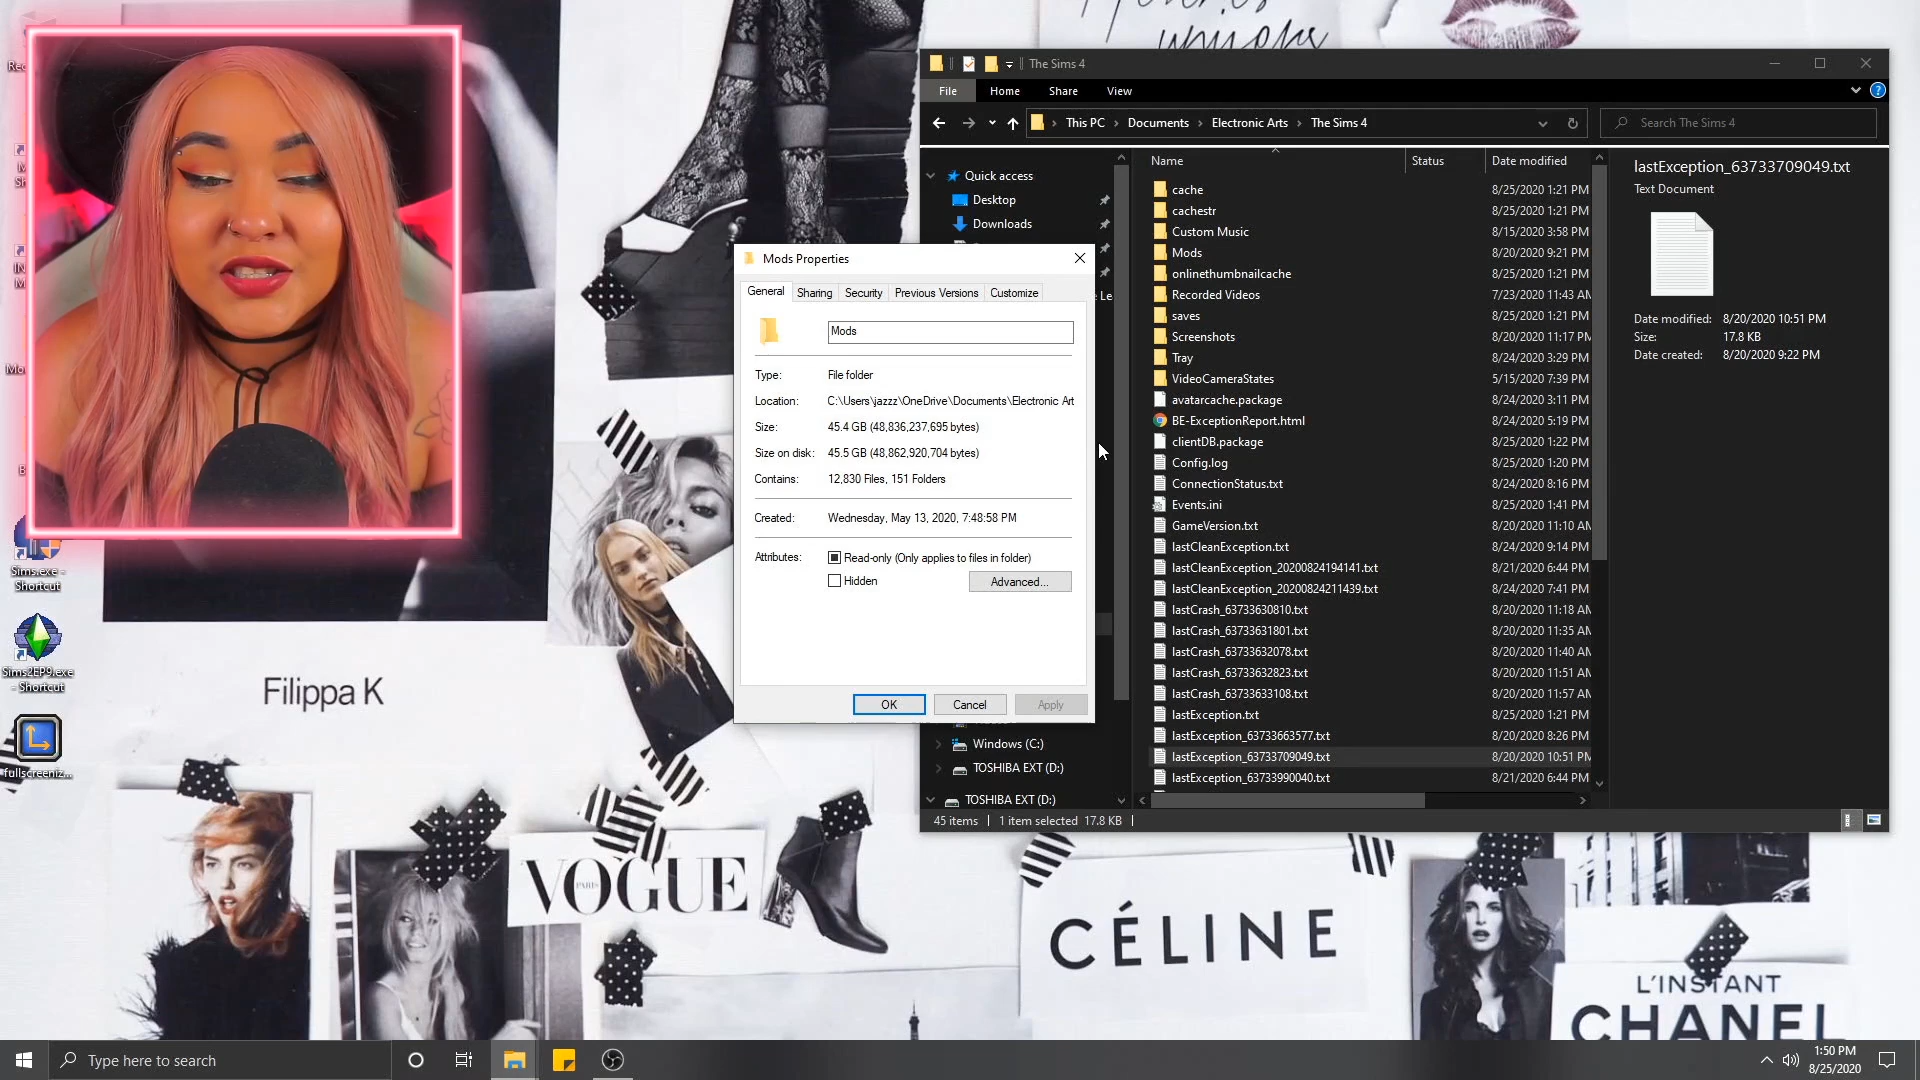 The Sims 4
File
Home
Share
View
This PC
Documents
Electronic Arts
The Sims 4
Search The Sims 4
Name
Status
Date modified
Quick access
Desktop
Downloads
cache 8/25/2020 1:21 PM
cachestr 8/25/2020 1:21 PM
Custom Music 8/15/2020 3:58 PM
Mods 8/20/2020 9:21 PM
onlinethumbnailcache 8/25/2020 1:21 PM
Recorded Videos 7/23/2020 11:43 AM
saves 8/25/2020 1:21 PM
Screenshots 8/20/2020 11:17 PM
Tray 8/24/2020 3:29 PM
VideoCameraStates 5/15/2020 7:39 PM
avatarcache.package 8/24/2020 3:11 PM
BE-ExceptionReport.html 8/24/2020 5:19 PM
clientDB.package 8/25/2020 1:22 PM
Config.log 8/25/2020 1:20 PM
ConnectionStatus.txt 8/24/2020 8:16 PM
Events.ini 8/25/2020 1:41 PM
GameVersion.txt 8/20/2020 11:10 AM
lastCleanException.txt 8/24/2020 9:14 PM
lastCleanException_20200824194141.txt 8/21/2020 6:44 PM
lastCleanException_20200824211439.txt 8/24/2020 7:41 PM
lastCrash_63733630810.txt 8/20/2020 11:18 AM
lastCrash_63733631801.txt 8/20/2020 11:35 AM
lastCrash_63733632078.txt 8/20/2020 11:40 AM
lastCrash_63733632823.txt 8/20/2020 11:51 AM
lastCrash_63733633108.txt 8/20/2020 11:57 AM
lastException.txt 8/25/2020 1:21 PM
lastException_63733663577.txt 8/20/2020 8:26 PM
lastException_63733709049.txt 8/20/2020 10:51 PM
lastException_63733990040.txt 8/21/2020 6:44 PM
Windows (C:)
TOSHIBA EXT (D:)
TOSHIBA EXT (D:)
45 items
1 item selected 17.8 KB
lastException_63733709049.txt
Text Document
Date modified: 8/20/2020 10:51 PM
Size: 17.8 KB
Date created: 8/20/2020 9:22 PM
Mods Properties
General
Sharing
Security
Previous Versions
Customize
Mods
Type: File folder
Location: C:\Users\jazzz\OneDrive\Documents\Electronic Art
Size: 45.4 GB (48,836,237,695 bytes)
Size on disk: 45.5 GB (48,862,920,704 bytes)
Contains: 12,830 Files, 151 Folders
Created: Wednesday, May 13, 2020, 7:48:58 PM
Attributes: Read-only (Only applies to files in folder)
Hidden
Advanced...
OK
Cancel
Apply
Sims.exe -
Shortcut
Sims2EP9.exe
- Shortcut
fullscreeniz...
Filippa K
VOGUE
PARIS
CÉLINE
L'INSTANT
CHANEL
Type here to search
1:50 PM
8/25/2020